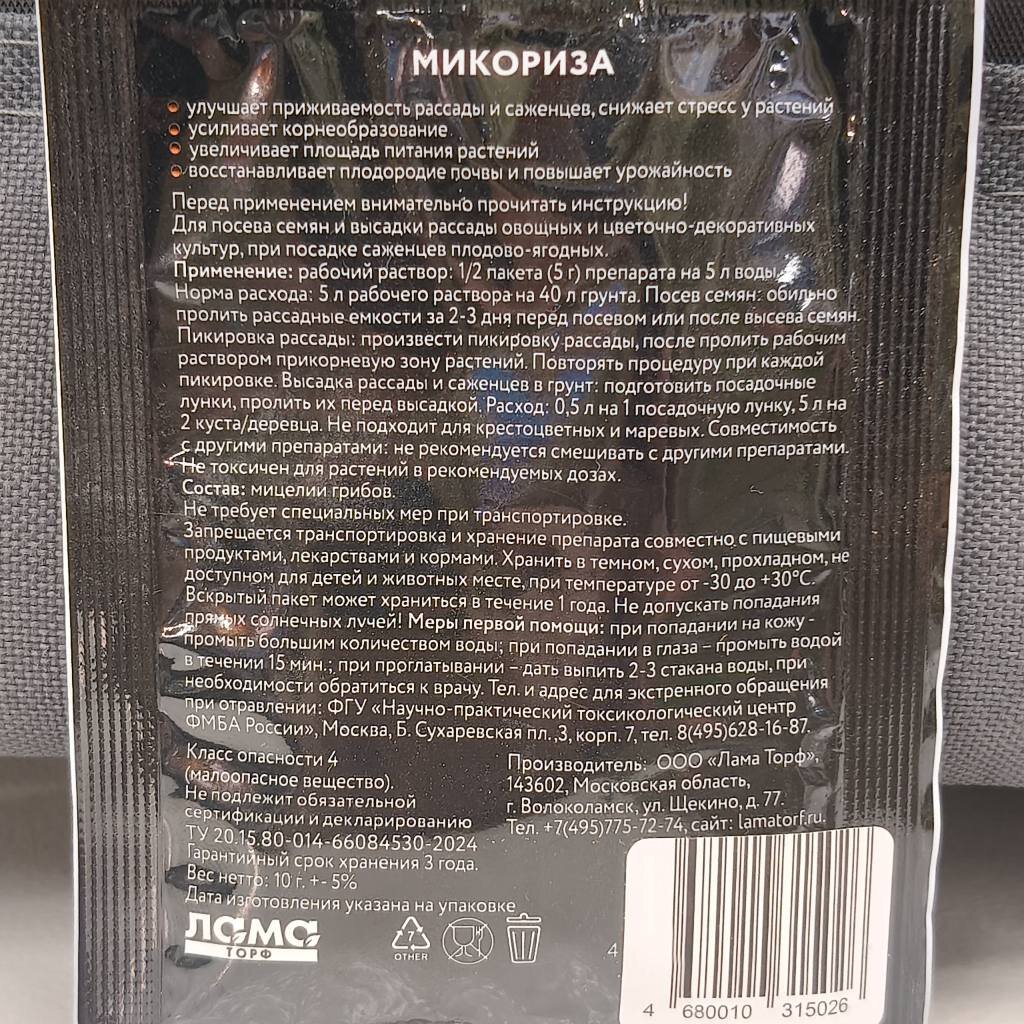 МИКОРИЗА
улучшает приживаемость рассады и саженцев, снижает стресс у растений
усиливает корнеобразование
увеличивает площадь питания растений
восстанавливает плодородие почвы и повышает урожайность
Перед применением внимательно прочитать инструкцию!
Для посева семян и высадки рассады овощных и цветочно-декоративных
культур, при посадке саженцев плодово-ягодных.
Применение: рабочий раствор: 1/2 пакета (5 г) препарата на 5 л воды.
Норма расхода: 5 л рабочего раствора на 40 л грунта. Посев семян: обильно
пролить рассадные емкости за 2-3 дня перед посевом или после высева семян.
Пикировка рассады: произвести пикировку рассады, после пролить рабочим
раствором прикорневую зону растений. Повторять процедуру при каждой
пикировке. Высадка рассады и саженцев в грунт: подготовить посадочные
лунки, пролить их перед высадкой. Расход: 0,5 л на 1 посадочную лунку, 5 л на
2 куста/деревца. Не подходит для крестоцветных и маревых. Совместимость
с другими препаратами: не рекомендуется смешивать с другими препаратами.
Не токсичен для растений в рекомендуемых дозах.
Состав: мицелии грибов.
Не требует специальных мер при транспортировке.
Запрещается транспортировка и хранение препарата совместно с пищевыми
продуктами, лекарствами и кормами. Хранить в темном, сухом, прохладном, не
доступном для детей и животных месте, при температуре от -30 до +30°С.
Вскрытый пакет может храниться в течение 1 года. Не допускать попадания
прямых солнечных лучей! Меры первой помощи: при попадании на кожу -
промыть большим количеством воды; при попадании в глаза – промыть водой
в течении 15 мин.; при проглатывании – дать выпить 2-3 стакана воды, при
необходимости обратиться к врачу. Тел. и адрес для экстренного обращения
при отравлении: ФГУ «Научно-практический токсикологический центр
ФМБА России», Москва, Б. Сухаревская пл.,3, корп. 7, тел. 8(495)628-16-87.
Класс опасности 4
(малоопасное вещество).
Не подлежит обязательной
сертификации и декларированию
ТУ 20.15.80-014-66084530-2024
Гарантийный срок хранения 3 года.
Вес нетто: 10 г. +- 5%
Дата изготовления указана на упаковке
Производитель: ООО «Лама Торф»,
143602, Московская область,
г. Волоколамск, ул. Щекино, д. 77.
Тел. +7(495)775-72-74, сайт: lamatorf.ru.
лама
ТОРФ
7
OTHER
4
4 680010 315026